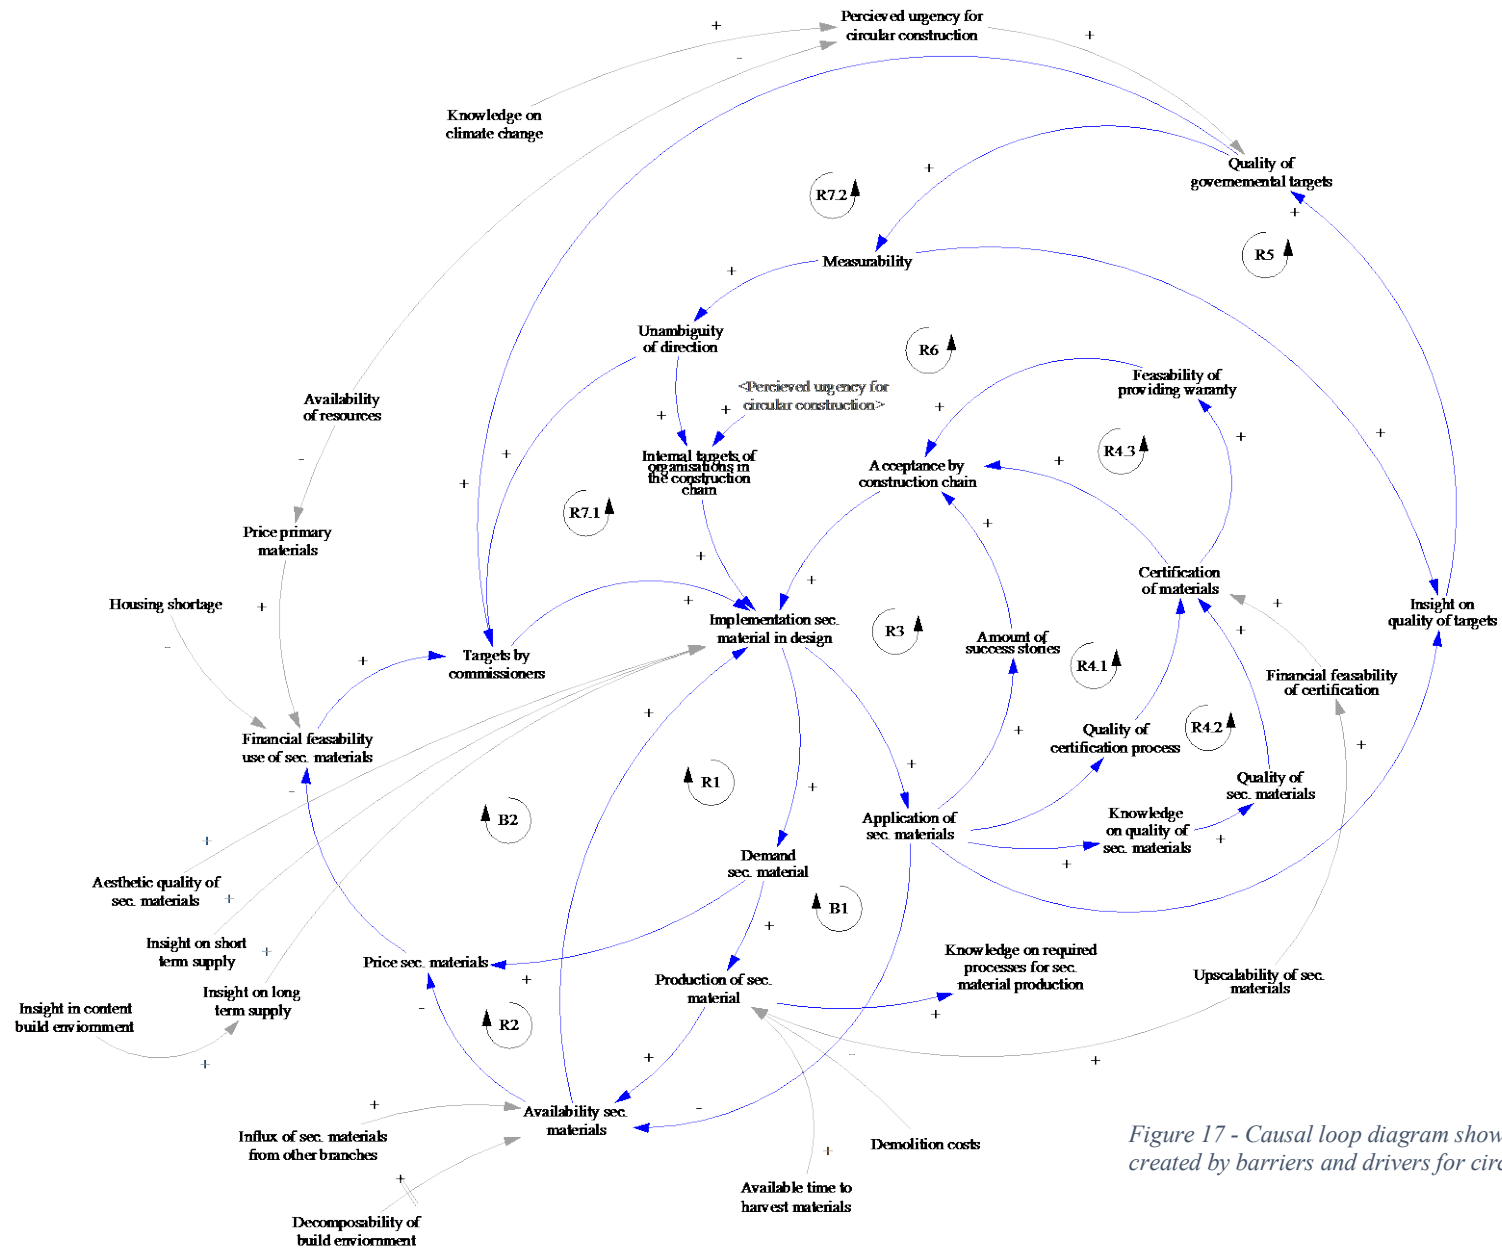 Percieved urgency for
circular construction
+
+
-
Knowledge on
climate change
Quality of
governemental targets
+
R7.2
+
R5
Measurability
+
Unambiguity
of direction
R6
<Percieved urgency for
circular construction>
Feasability of
providing waranty
Availability
of resources
+
+
+
+
+
R4.3
-
+
+
Internal targets of
organisations in
the construction
chain
Acceptance by
construction chain
+
R7.1
+
Price primary
materials
+
+
Certification
of materials
Housing shortage
+
+
+
Insight on
quality of targets
Implementation sec.
material in design
R3
Amount of
success stories
+
-
+
Targets by
commissioners
R4.1
Financial feasability
of certification
+
R4.2
+
+
Financial feasability
use of sec. materials
Quality of
certification process
+
R1
+
Quality of
sec. materials
-
+
B2
Application of
sec. materials
Knowledge
on quality of
sec. materials
+
+
+
Demand
sec. material
Aesthetic quality of
sec. materials
+
B1
+
Insight on short
term supply
+
Price sec. materials
Knowledge on required
processes for sec.
material production
+
Production of sec.
material
Upscalability of sec.
materials
Insight on long
term supply
Insight in content
build enviornment
-
R2
+
+
+
-
+
+
Availability sec.
materials
-
Influx of sec. materials
from other branches
Demolition costs
+
+
Available time to
harvest materials
Decomposability of
build enviornment
Figure 17 - Causal loop diagram show
created by barriers and drivers for circ